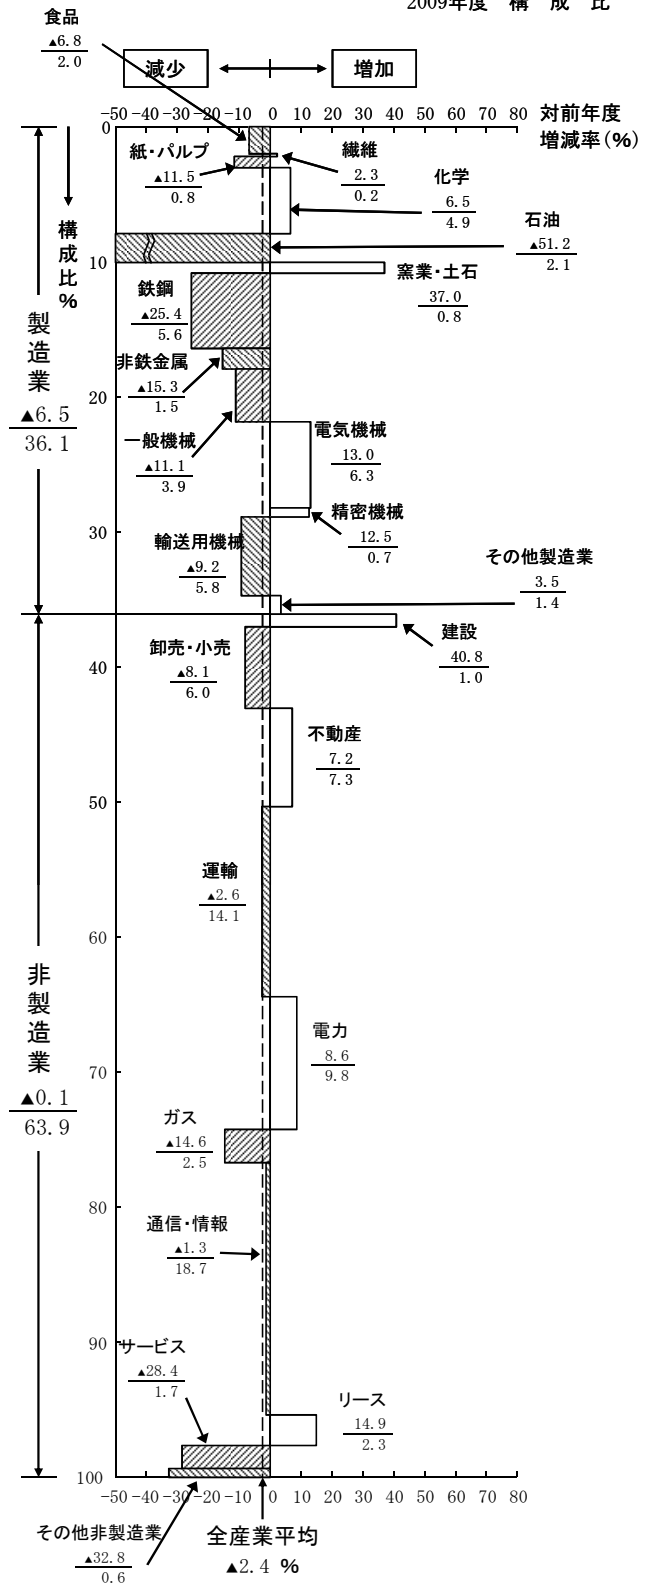 2009年度 構 成 比
食品
▲6.8
2.0
減少
増加
-50 -40 -30 -20 -10 0 10 20 30 40 50 60 70 80
対前年度
増減率(%)
0
紙・パルプ
▲11.5
0.8
繊維
2.3
0.2
化学
6.5
4.9
石油
▲51.2
2.1
構成比%
10
窯業・土石
37.0
0.8
鉄鋼
▲25.4
5.6
製造業
▲6.5
36.1
非鉄金属
▲15.3
1.5
20
一般機械
▲11.1
3.9
電気機械
13.0
6.3
精密機械
12.5
0.7
30
輸送用機械
▲9.2
5.8
その他製造業
3.5
1.4
建設
40.8
1.0
卸売・小売
▲8.1
6.0
40
不動産
7.2
7.3
50
運輸
▲2.6
14.1
60
非製造業
▲0.1
63.9
電力
8.6
9.8
70
ガス
▲14.6
2.5
80
通信・情報
▲1.3
18.7
90
サービス
▲28.4
1.7
リース
14.9
2.3
100
-50 -40 -30 -20 -10 0 10 20 30 40 50 60 70 80
その他非製造業
▲32.8
0.6
全産業平均
▲2.4 %